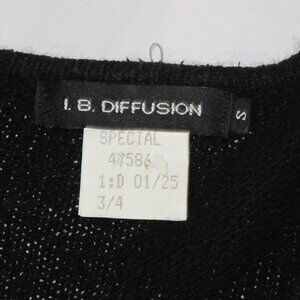 I. B. DIFFUSION
S
SPECIAL
47586
1:D 01/25
3/4